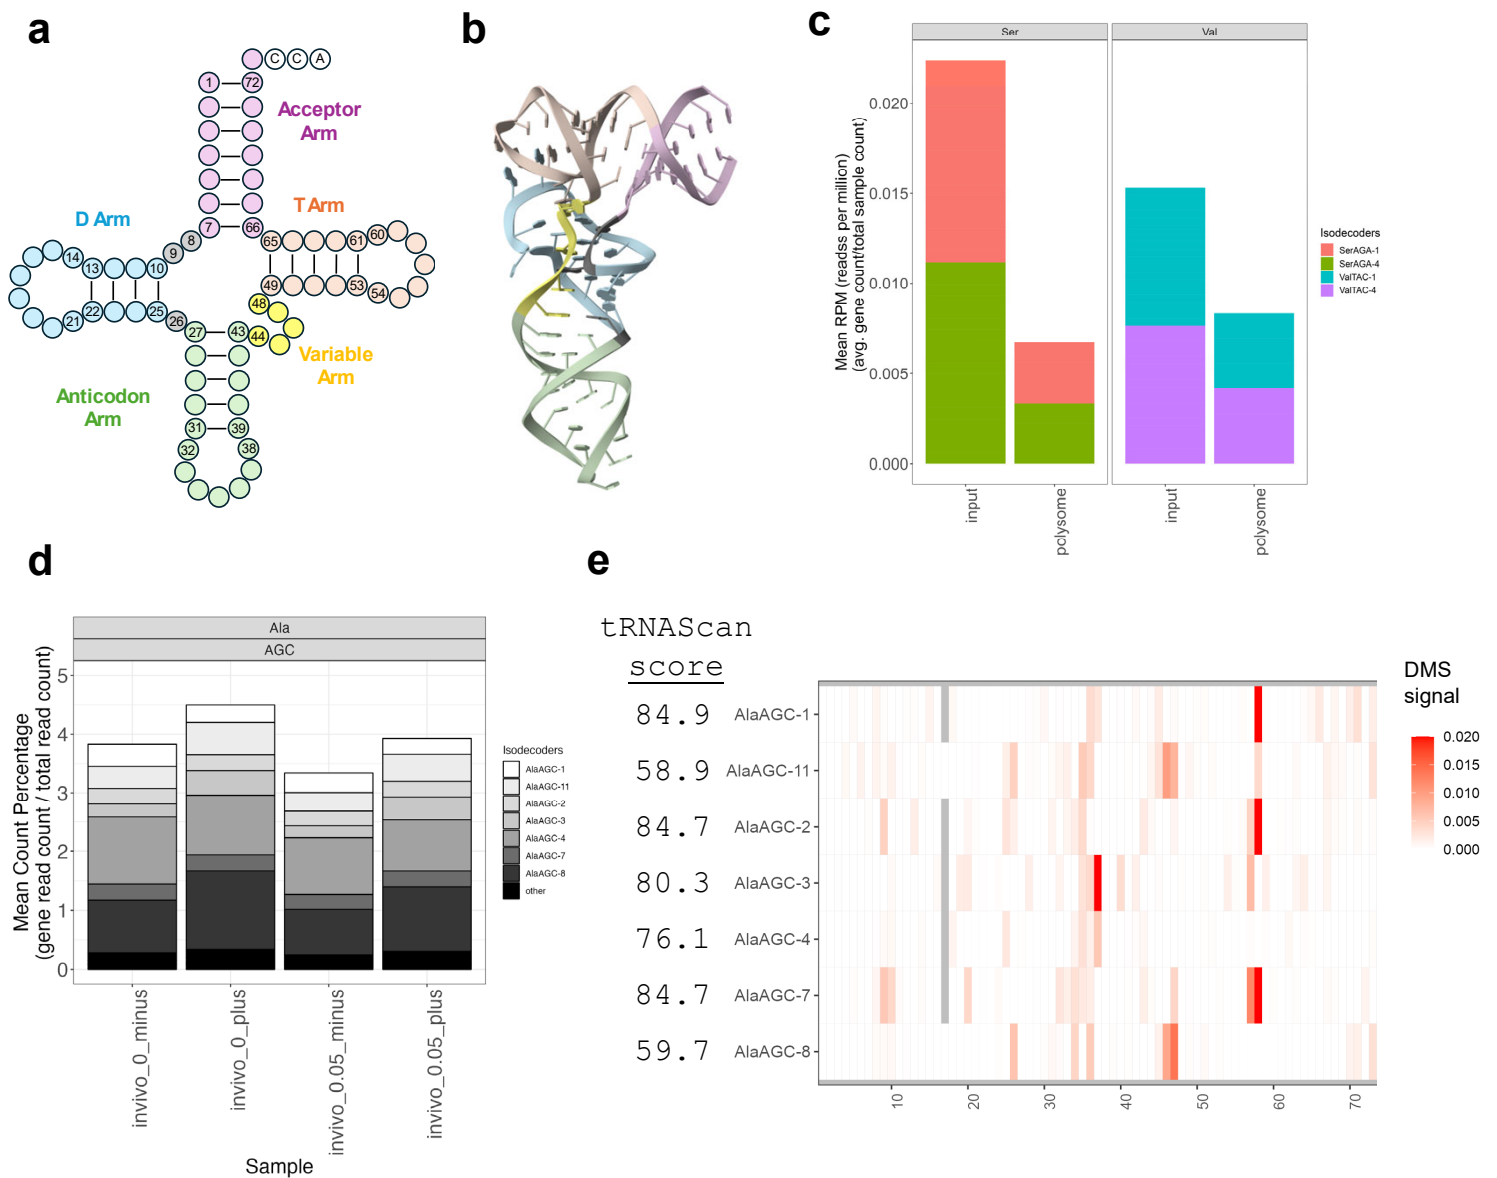 a
C C A
1 72
Acceptor
Arm
D Arm
T Arm
7 66
8
9
14
13
10
65
61
60
22
25
21
26
49
53
54
48
27
43
44
Variable
Arm
Anticodon
Arm
31
39
32
38
b
c
Ser
Val
Mean RPM (readss per million)
(avg. gene count/total sample count)
0.020
0.015
0.010
0.005
0.000
input
polysome
input
polysome
Isodecoders
SerAGA-1
SerAGA-4
ValTAC-1
ValTAC-4
d
Ala
AGC
Mean Count Percentage
(gene read count / total read count)
5
4
3
2
1
0
invivo_0_minus
invivo_0_plus
invivo_0.05_minus
invivo_0.05_plus
Sample
Isodecoders
AlaAGC-1
AlaAGC-11
AlaAGC-2
AlaAGC-3
AlaAGC-4
AlaAGC-7
AlaAGC-8
other
e
tRNAScan
score
84.9 AlaAGC-1
58.9 AlaAGC-11
84.7 AlaAGC-2
80.3 AlaAGC-3
76.1 AlaAGC-4
84.7 AlaAGC-7
59.7 AlaAGC-8
10
20
30
40
50
60
70
DMS
signal
0.020
0.015
0.010
0.005
0.000